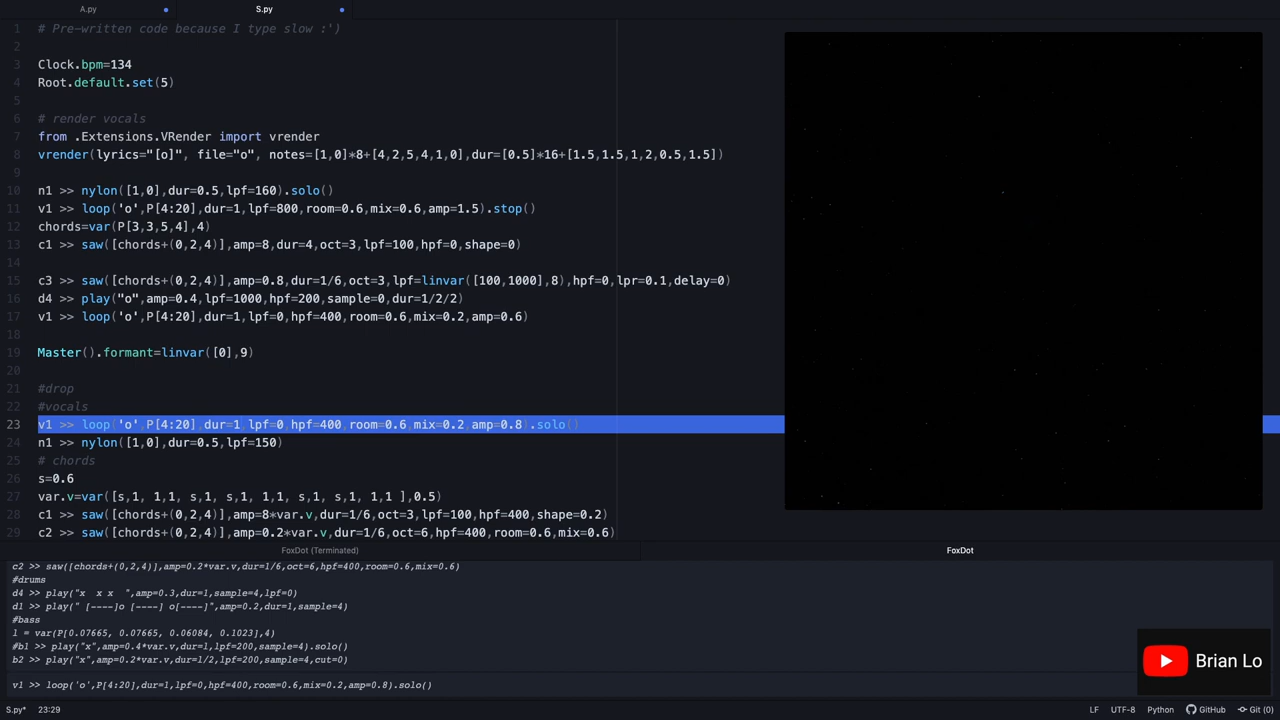 A.py
S.py
1 # Pre-written code because I type slow :')
2
3 Clock.bpm=134
4 Root.default.set(5)
5
6 # render vocals
7 from .Extensions.VRender import vrender
8 vrender(lyrics="[o]", file="o", notes=[1,0]*8+[4,2,5,4,1,0],dur=[0.5]*16+[1.5,1.5,1,2,0.5,1.5])
9
10 n1 >> nylon([1,0],dur=0.5,lpf=160).solo()
11 v1 >> loop('o',P[4:20],dur=1,lpf=800,room=0.6,mix=0.6,amp=1.5).stop()
12 chords=var(P[3,3,5,4],4)
13 c1 >> saw([chords+(0,2,4)],amp=8,dur=4,oct=3,lpf=100,hpf=0,shape=0)
14
15 c3 >> saw([chords+(0,2,4)],amp=0.8,dur=1/6,oct=3,lpf=linvar([100,1000],8),hpf=0,lpr=0.1,delay=0)
16 d4 >> play("o",amp=0.4,lpf=1000,hpf=200,sample=0,dur=1/2/2)
17 v1 >> loop('o',P[4:20],dur=1,lpf=0,hpf=400,room=0.6,mix=0.2,amp=0.6)
18
19 Master().formant=linvar([0],9)
20
21 #drop
22 #vocals
23 v1 >> loop('o',P[4:20],dur=1,lpf=0,hpf=400,room=0.6,mix=0.2,amp=0.8).solo()
24 n1 >> nylon([1,0],dur=0.5,lpf=150)
25 # chords
26 s=0.6
27 var.v=var([s,1, 1,1, s,1, s,1, 1,1, s,1, s,1, 1,1 ],0.5)
28 c1 >> saw([chords+(0,2,4)],amp=8*var.v,dur=1/6,oct=3,lpf=100,hpf=400,shape=0.2)
29 c2 >> saw([chords+(0,2,4)],amp=0.2*var.v,dur=1/6,oct=6,hpf=400,room=0.6,mix=0.6)
FoxDot (Terminated)
FoxDot
c2 >> saw([chords+(0,2,4)],amp=0.2*var.v,dur=1/6,oct=6,hpf=400,room=0.6,mix=0.6)
#drums
d4 >> play("x  x x  ",amp=0.3,dur=1,sample=4,lpf=0)
d1 >> play(" [----]o [----] o[----]",amp=0.2,dur=1,sample=4)
#bass
l = var(P[0.07665, 0.07665, 0.06084, 0.1023],4)
#b1 >> play("x",amp=0.4*var.v,dur=1,lpf=200,sample=4).solo()
b2 >> play("x",amp=0.2*var.v,dur=1/2,lpf=200,sample=4,cut=0)
v1 >> loop('o',P[4:20],dur=1,lpf=0,hpf=400,room=0.6,mix=0.2,amp=0.8).solo()
Brian Lo
S.py* 23:29 LF UTF-8 Python GitHub Git (0)